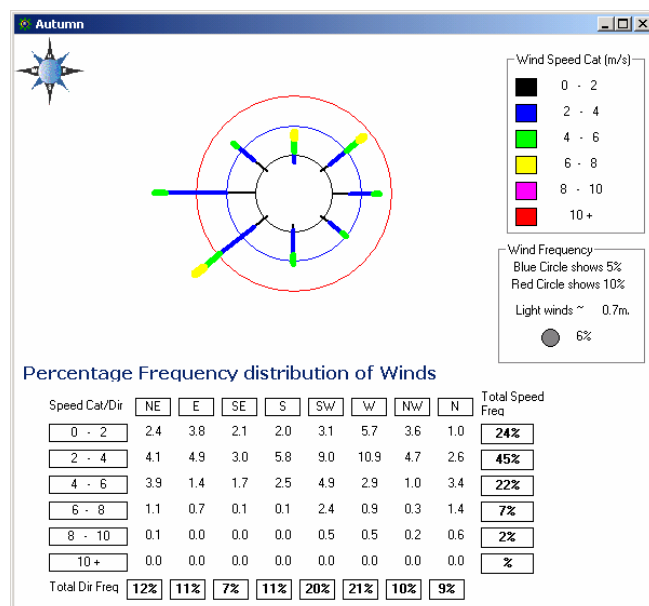 Autumn
Wind Speed Cat (m/s)
0 - 2
2 - 4
4 - 6
6 - 8
8 - 10
10 +
Wind Frequency
Blue Circle shows 5%
Red Circle shows 10%
Light winds ~ 0.7m.
6%
Percentage Frequency distribution of Winds
Speed Cat/Dir NE E SE S SW W NW N Total Speed Freq
0 - 2 2.4 3.8 2.1 2.0 3.1 5.7 3.6 1.0 24%
2 - 4 4.1 4.9 3.0 5.8 9.0 10.9 4.7 2.6 45%
4 - 6 3.9 1.4 1.7 2.5 4.9 2.9 1.0 3.4 22%
6 - 8 1.1 0.7 0.1 0.1 2.4 0.9 0.3 1.4 7%
8 - 10 0.1 0.0 0.0 0.0 0.5 0.5 0.2 0.6 2%
10 + 0.0 0.0 0.0 0.0 0.0 0.0 0.0 0.0 %
Total Dir Freq 12% 11% 7% 11% 20% 21% 10% 9%